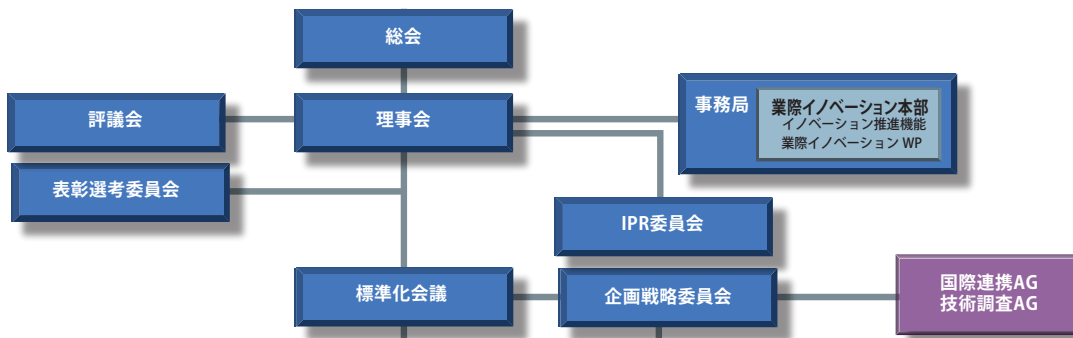 総会
評議会
理事会
事務局
業際イノベーション本部
イノベーション推進機能
業際イノベーション WP
表彰選考委員会
IPR委員会
標準化会議
企画戦略委員会
国際連携AG
技術調査AG